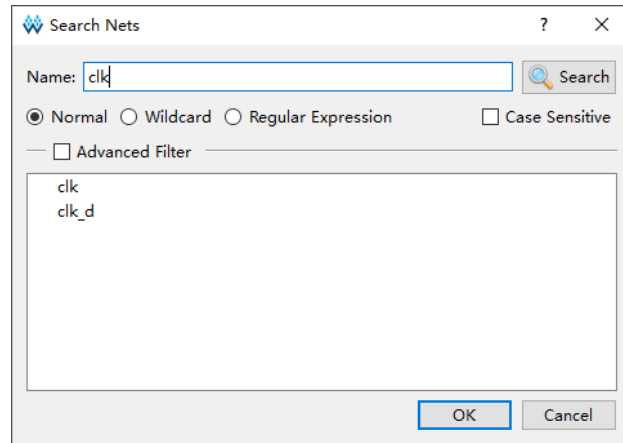 Search Nets ?
Name: clk Search
Normal Wildcard Regular Expression Case Sensitive
Advanced Filter
clk
clk_d
OK Cancel